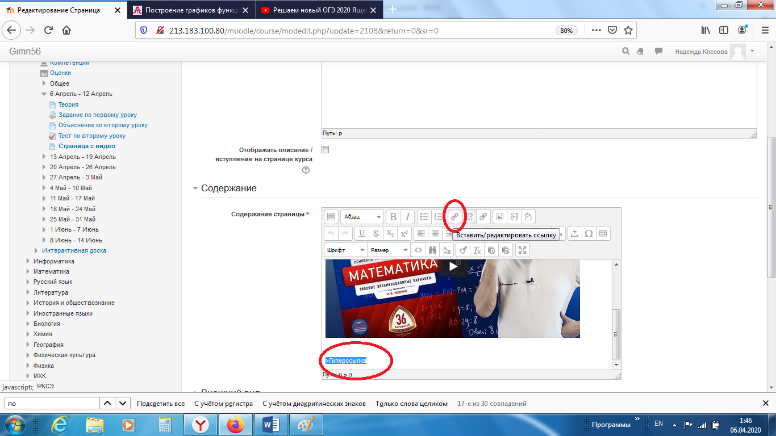 Редактирование Страница
Построение графиков функц
Решаем новый ОГЭ 2020 Яще
213.183.100.80/moodle/course/modedit.php?update=2108&return=0&sr=0
80%
Gimn56
Надежда Клесова
Компетенции
Оценки
Общее
6 Апрель - 12 Апрель
Теория
Задание по первому уроку
Объяснение ко второму уроку
Тест по второму уроку
Страница с видео
13 Апрель - 19 Апрель
20 Апрель - 26 Апрель
27 Апрель - 3 Май
4 Май - 10 Май
11 Май - 17 Май
18 Май - 24 Май
25 Май - 31 Май
1 Июнь - 7 Июнь
8 Июнь - 14 Июнь
Интерактивная доска
Информатика
Математика
Русский язык
Литература
История и обществознание
Иностранные языки
Биология
Химия
География
Физическая культура
Физика
МХК
javascript:;
РКСЭ
Путь: p
Отображать описание /
вступление на странице курса
Содержание
Содержание страницы *
Абзац
Вставить/редактировать ссылку
Шрифт
Размер
МАТЕМАТИКА
36
>Гиперссылка
Путь: p » p
Внешний вид
по
Подсветить все
С учётом регистра
С учётом диакритических знаков
Только слова целиком
17-е из 30 совпадений
Программы
EN
1:46
06.04.2020